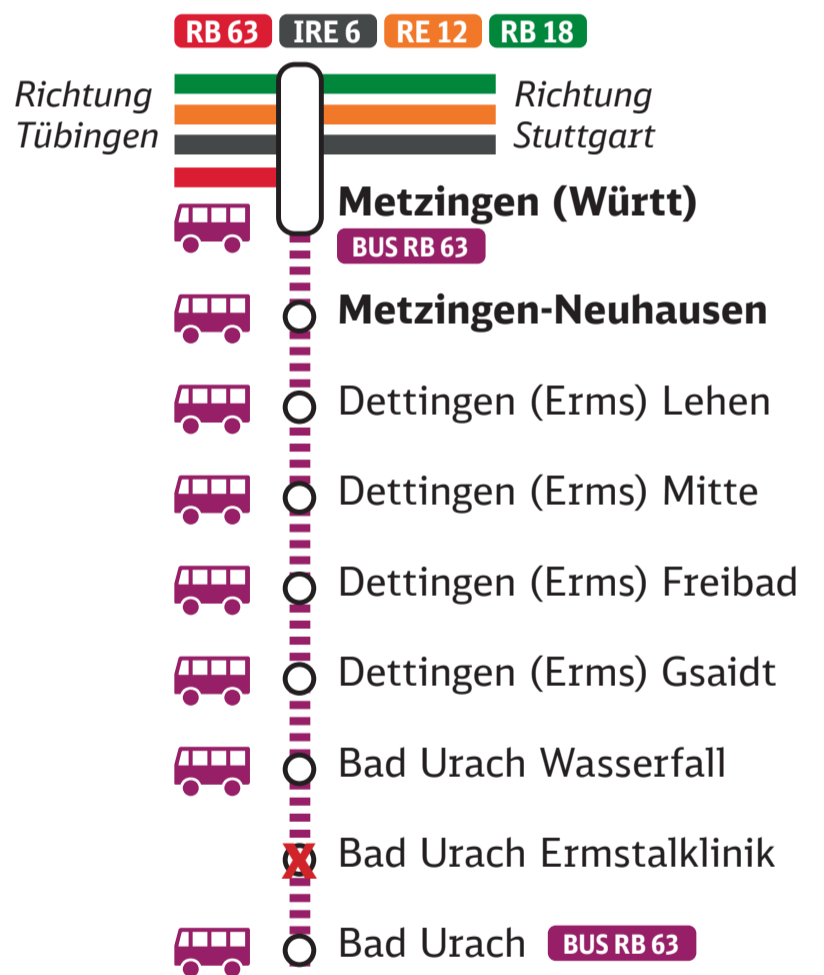 RB 63 IRE 6 RE 12 RB 18
Richtung Tübingen
Richtung Stuttgart
Metzingen (Württ)
BUS RB 63
Metzingen-Neuhausen
Dettingen (Erms) Lehen
Dettingen (Erms) Mitte
Dettingen (Erms) Freibad
Dettingen (Erms) Gsaidt
Bad Urach Wasserfall
X Bad Urach Ermstalklinik
Bad Urach BUS RB 63